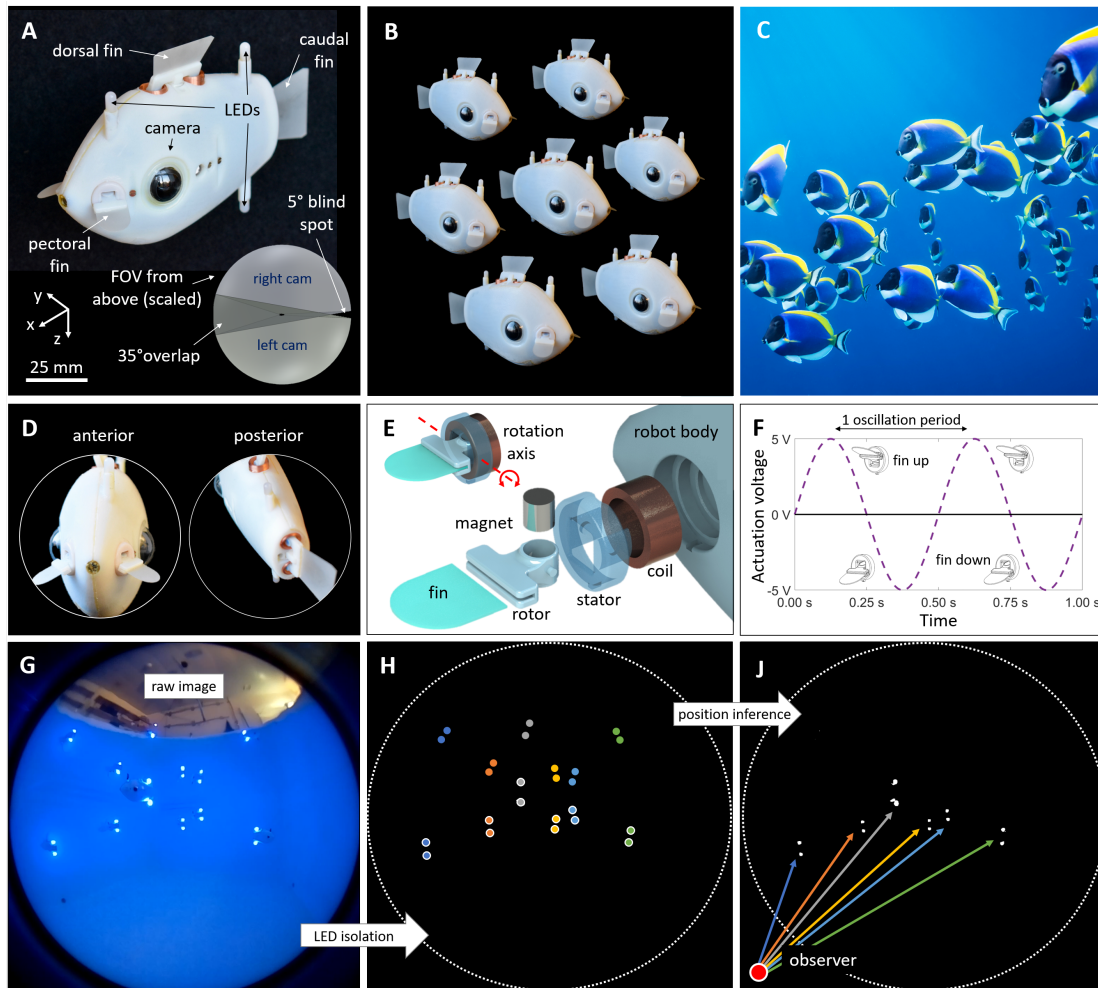 A
dorsal fin
caudal
fin
LEDs
camera
5° blind
spot
pectoral
fin
FOV from
above (scaled)
right cam
left cam
35°overlap
y
x
z
25 mm
B
C
D
anterior
posterior
E
rotation
axis
robot body
magnet
fin
rotor
stator
coil
F
1 oscillation period
5 V
fin up
Actuation voltage
0 V
fin down
-5 V
0.00 s
0.25 s
0.50 s
0.75 s
1.00 s
Time
G
raw image
LED isolation
H
position inference
J
observer